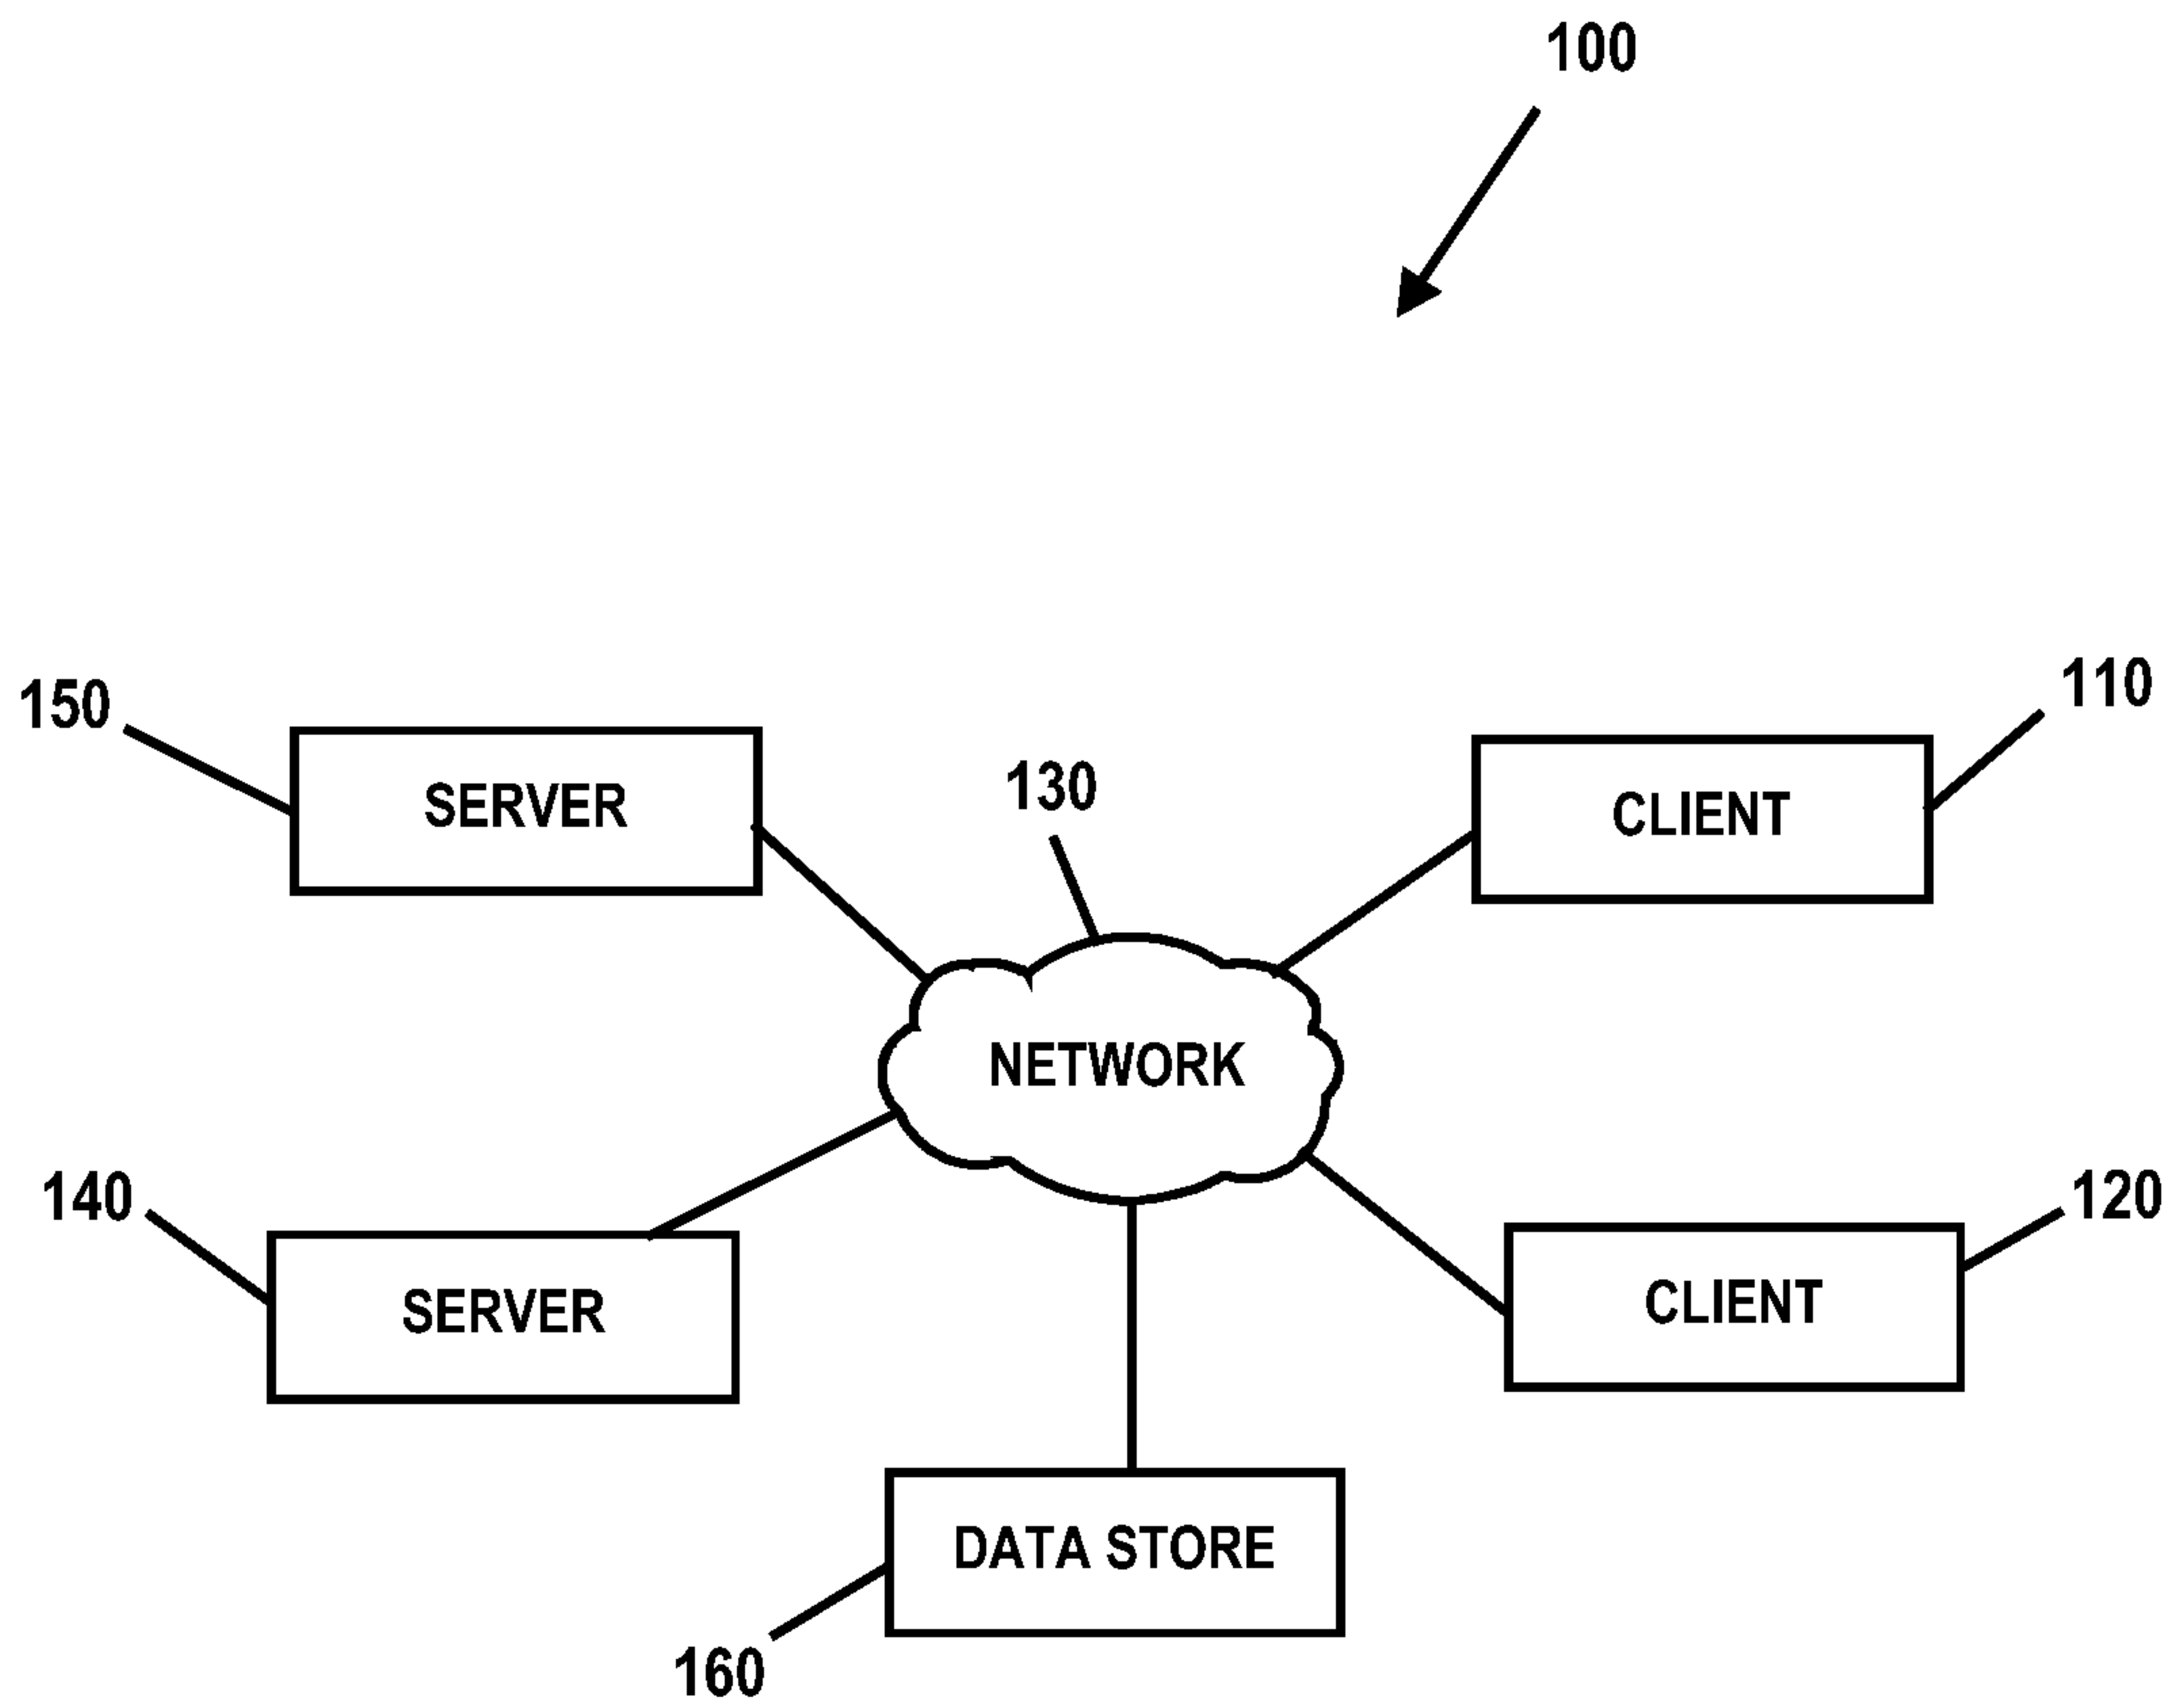 100
150
110
SERVER
130
CLIENT
NETWORK
140
120
SERVER
CLIENT
DATA STORE
160